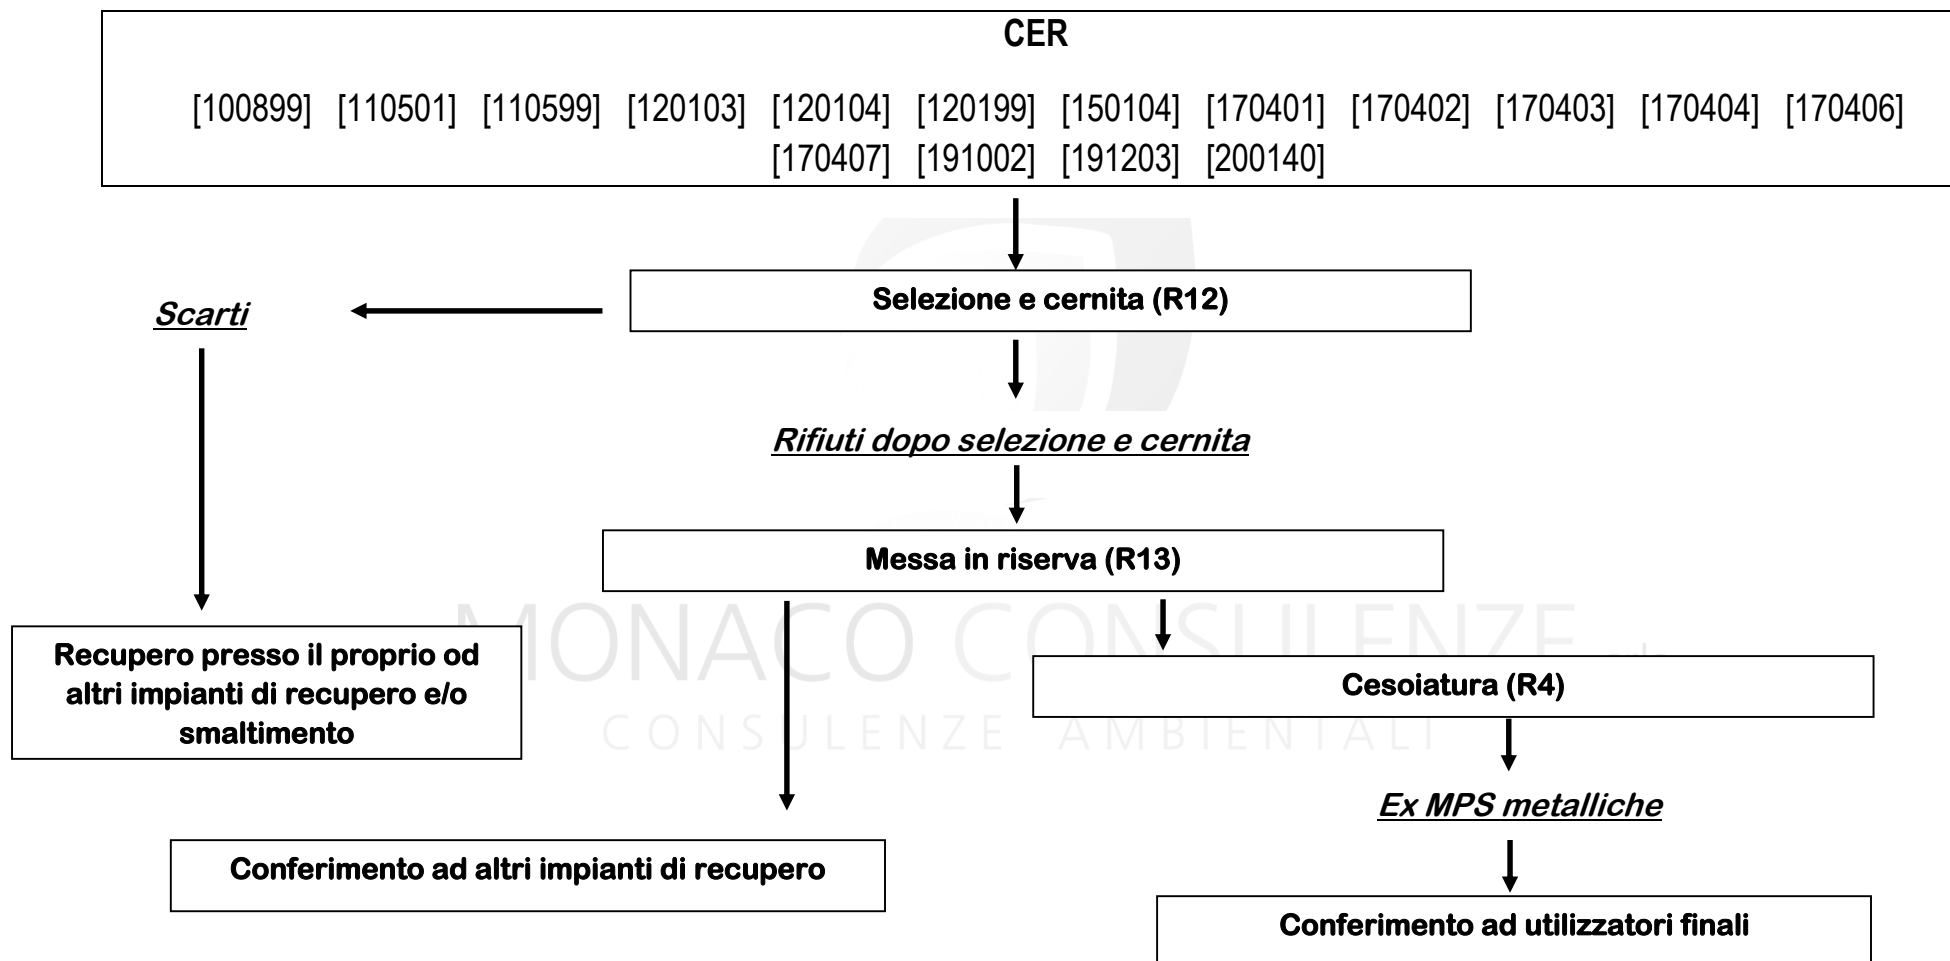 CER
[100899] [110501] [110599] [120103] [120104] [120199] [150104] [170401] [170402] [170403] [170404] [170406]
[170407] [191002] [191203] [200140]
Selezione e cernita (R12)
Scarti
Rifiuti dopo selezione e cernita
Messa in riserva (R13)
MONACO CONSULENZE
CONSULENZE AMBIENTALI
Recupero presso il proprio od
altri impianti di recupero e/o
smaltimento
Cesoiatura (R4)
Ex MPS metalliche
Conferimento ad altri impianti di recupero
Conferimento ad utilizzatori finali